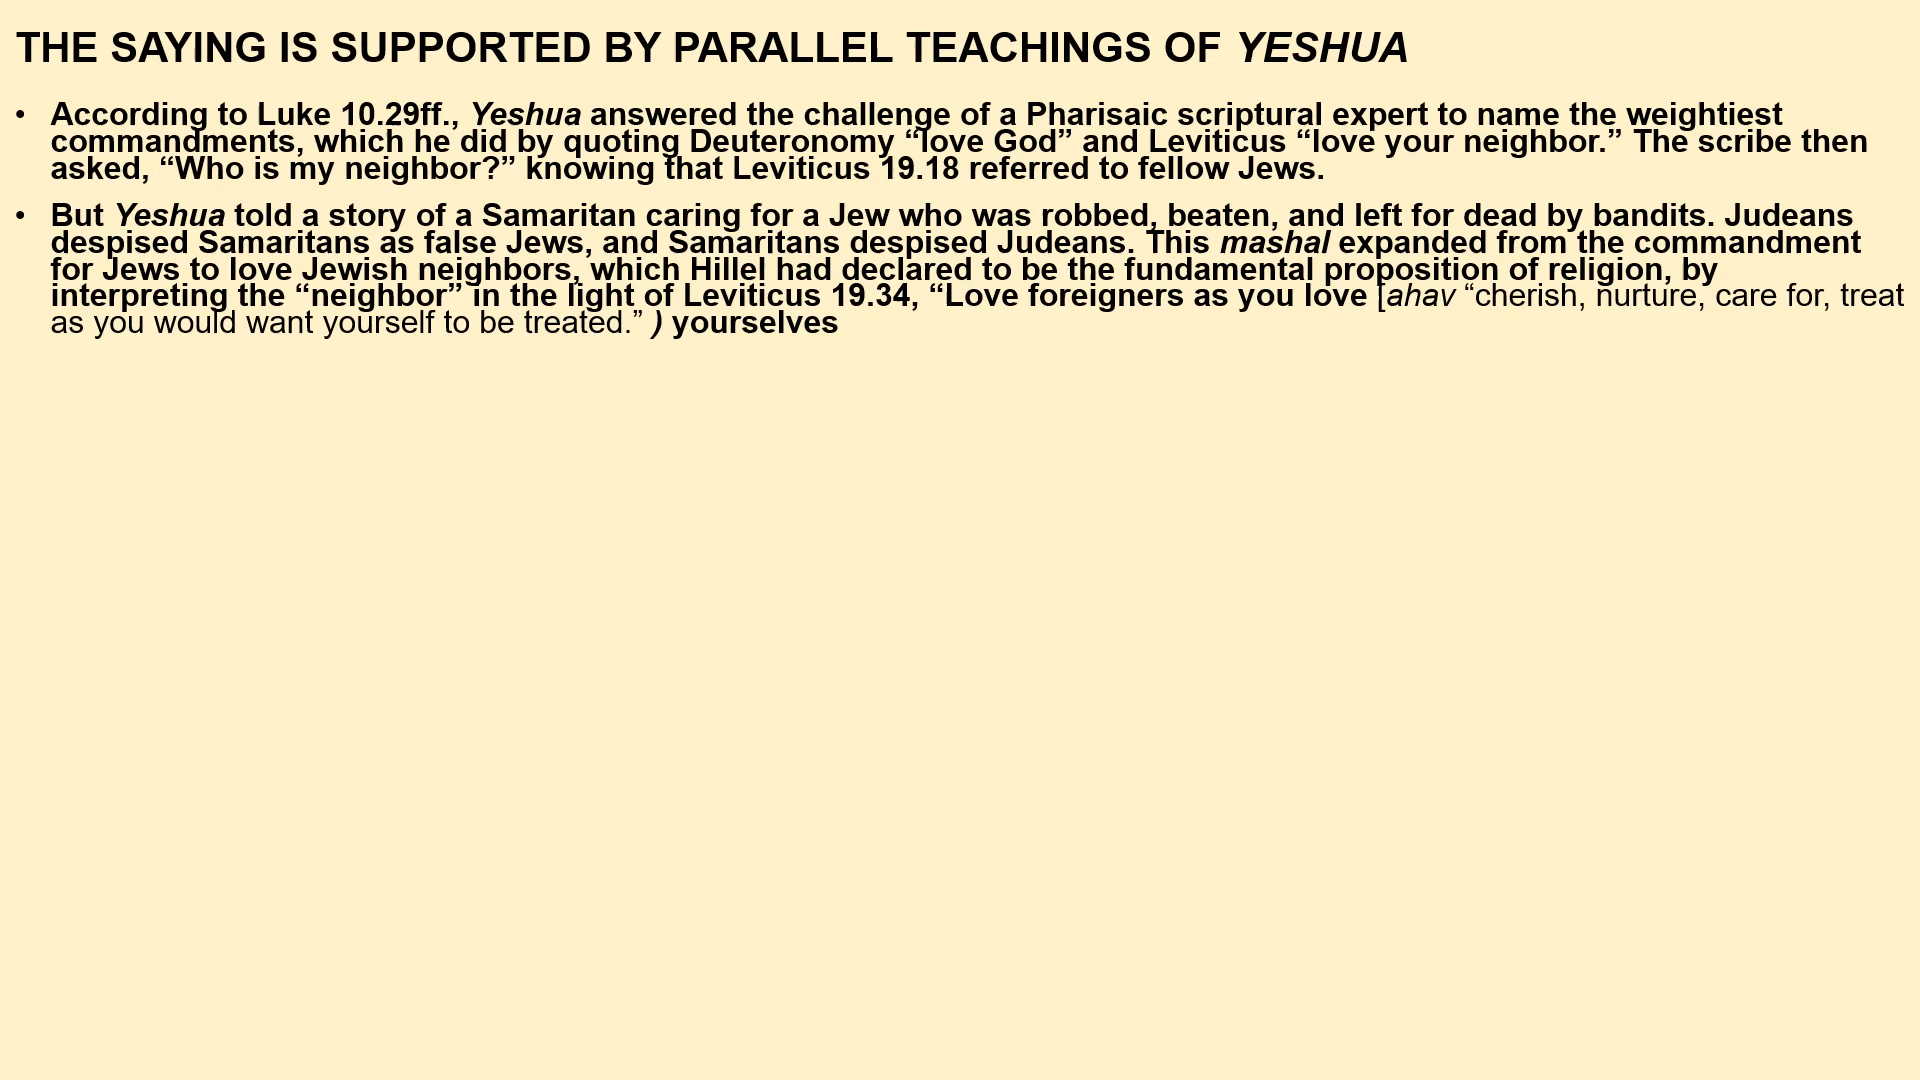 THE SAYING IS SUPPORTED BY PARALLEL TEACHINGS OF YESHUA
• According to Luke 10.29ff., Yeshua answered the challenge of a Pharisaic scriptural expert to name the weightiest
commandments, which he did by quoting Deuteronomy “love God” and Leviticus “love your neighbor.” The scribe then
asked, “Who is my neighbor?” knowing that Leviticus 19.18 referred to fellow Jews.
• But Yeshua told a story of a Samaritan caring for a Jew who was robbed, beaten, and left for dead by bandits. Judeans
despised Samaritans as false Jews, and Samaritans despised Judeans. This mashal expanded from the commandment
for Jews to love Jewish neighbors, which Hillel had declared to be the fundamental proposition of religion, by
interpreting the “neighbor” in the light of Leviticus 19.34, “Love foreigners as you love [ahav “cherish, nurture, care for, treat
as you would want yourself to be treated.” ) yourselves